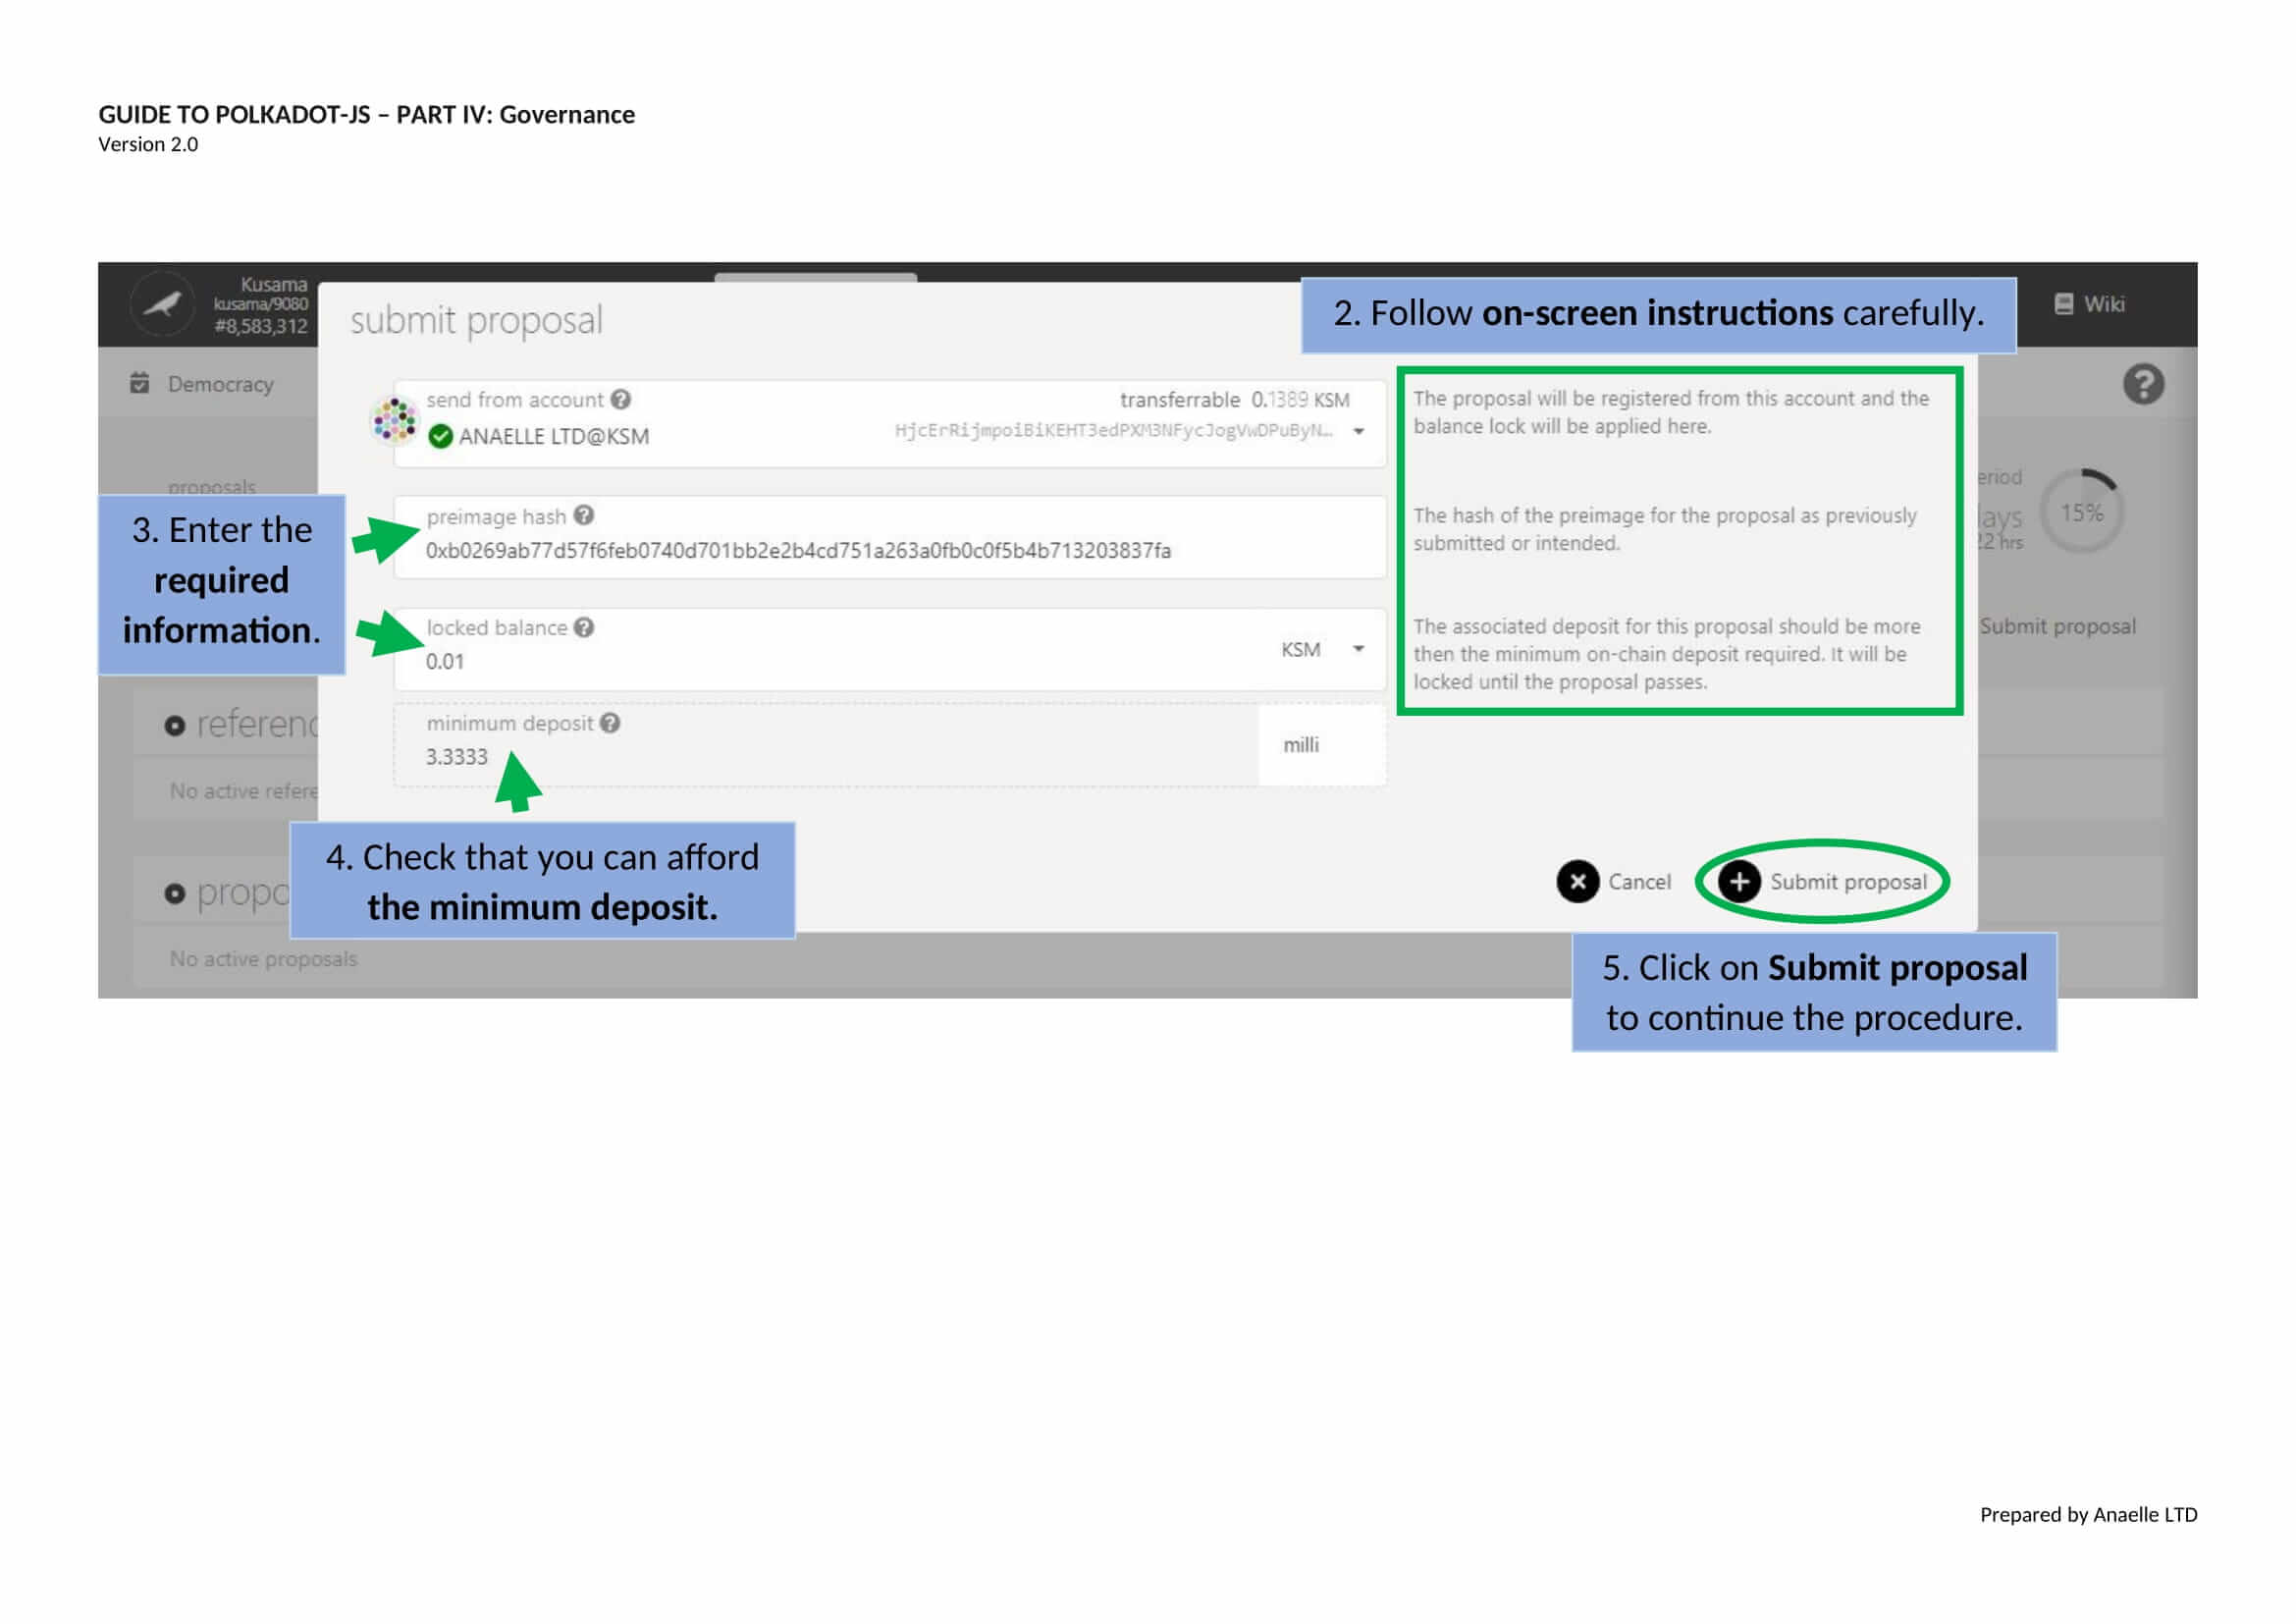 GUIDE TO POLKADOT-JS – PART IV: Governance
Version 2.0
Kusama
kusama/9080
#8,583,312
submit proposal
2. Follow on-screen instructions carefully.
Wiki
Democracy
send from account
transferrable 0.1389 KSM
ANAELLE LTD@KSM
HjcErRijmpoiBiKEHT3edPXM3NFycJogVwDPuByN…
The proposal will be registered from this account and the
balance lock will be applied here.
proposals
15%
22 hrs
3. Enter the
required
information.
preimage hash
0xb0269ab77d57f6feb0740d701bb2e2b4cd751a263a0fb0c0f5b4b713203837fa
The hash of the preimage for the proposal as previously
submitted or intended.
locked balance
0.01
KSM
The associated deposit for this proposal should be more
then the minimum on-chain deposit required. It will be
locked until the proposal passes.
Submit proposal
minimum deposit
3.3333
milli
No active
4. Check that you can afford
the minimum deposit.
Cancel
Submit proposal
No active proposals
5. Click on Submit proposal
to continue the procedure.
Prepared by Anaelle LTD